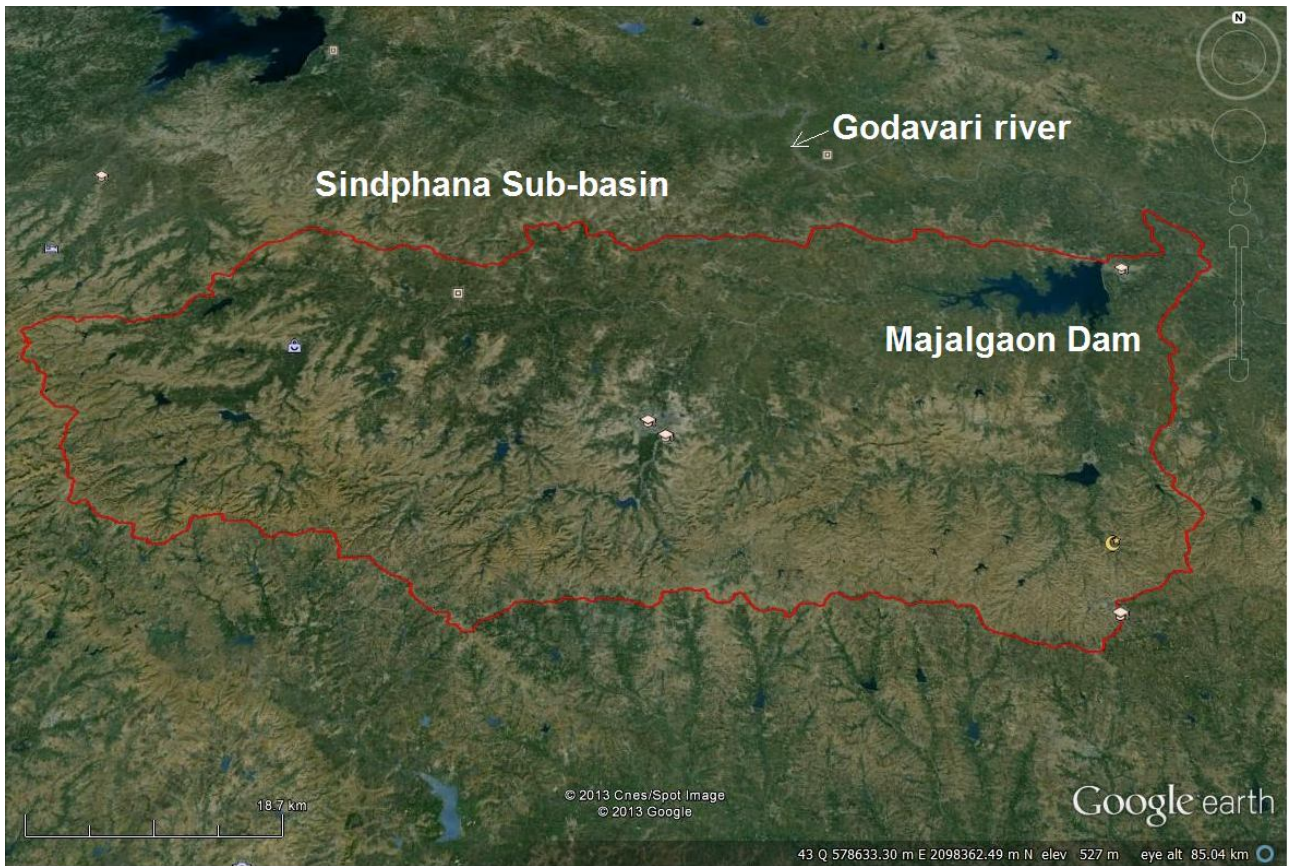 N
Godavari river
Sindphana Sub-basin
Majalgaon Dam
18.7 km
© 2013 Cnes/Spot Image
© 2013 Google
Google earth
43 Q 578633.30 m E 2098362.49 m N elev 527 m eye alt 85.04 km